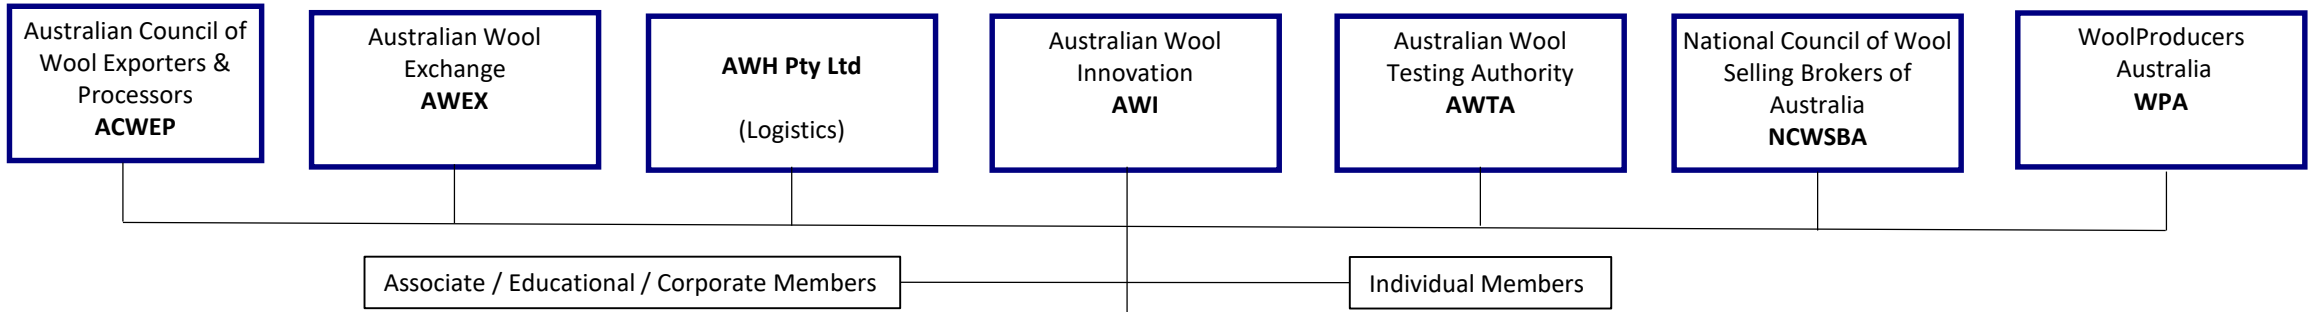 Australian Council of
Wool Exporters &
Processors
ACWEP
Australian Wool
Exchange
AWEX
AWH Pty Ltd
(Logistics)
Australian Wool
Innovation
AWI
Australian Wool
Testing Authority
AWTA
National Council of Wool
Selling Brokers of
Australia
NCWSBA
WoolProducers
Australia
WPA
Associate / Educational / Corporate Members
Individual Members